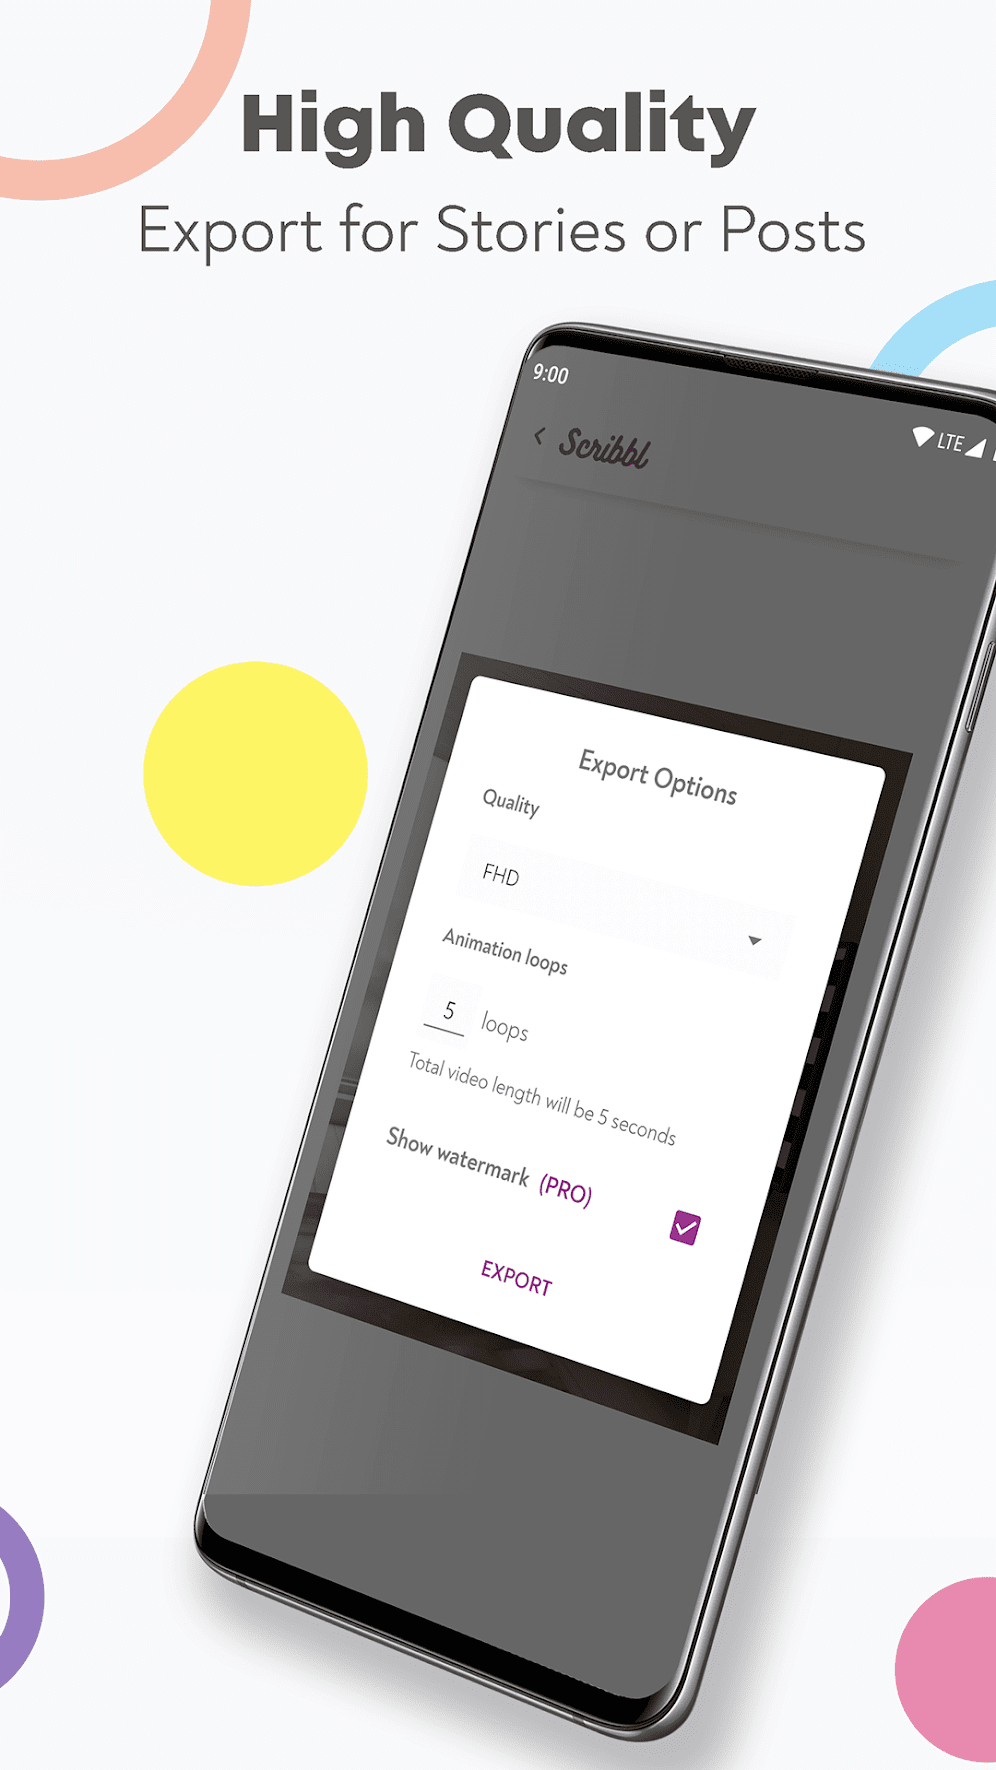 High Quality
Export for Stories or Posts
9:00
LTE
Scribbl
Export Options
Quality
FHD
Animation loops
5 loops
Total video length will be 5 seconds
Show watermark (PRO)
EXPORT